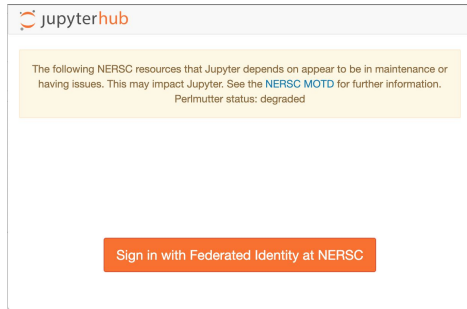 jupyterhub
The following NERSC resources that Jupyter depends on appear to be in maintenance or
having issues. This may impact Jupyter. See the NERSC MOTD for further information.
Perlmutter status: degraded
Sign in with Federated Identity at NERSC